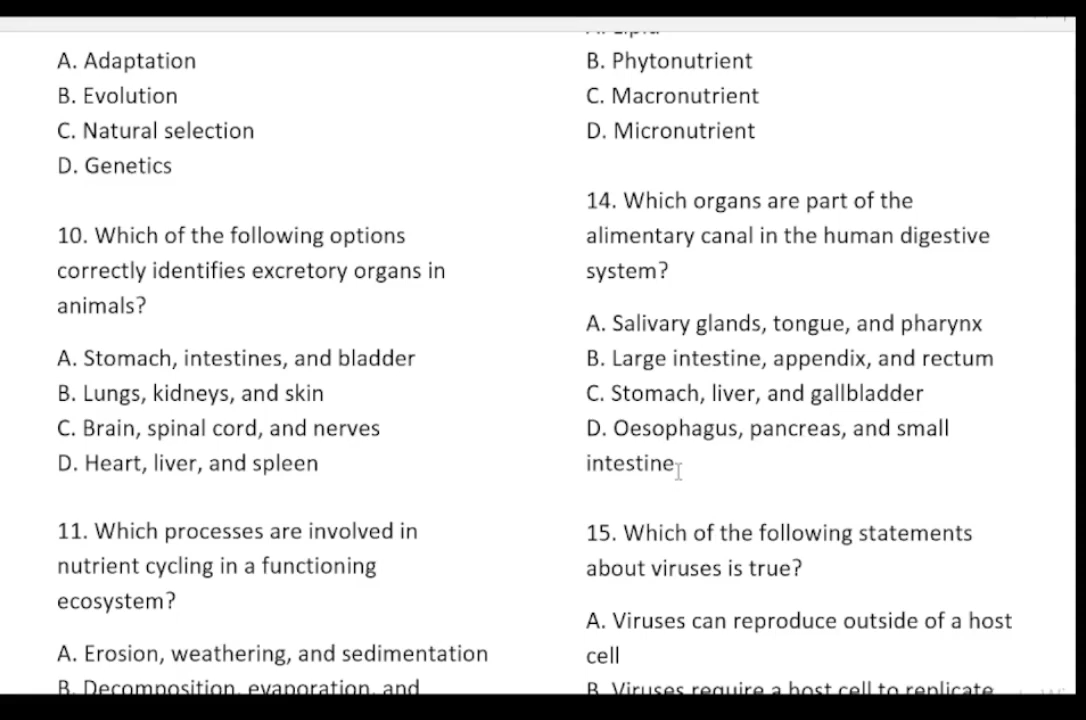 A. Adaptation
B. Evolution
C. Natural selection
D. Genetics
10. Which of the following options
correctly identifies excretory organs in
animals?
A. Stomach, intestines, and bladder
B. Lungs, kidneys, and skin
C. Brain, spinal cord, and nerves
D. Heart, liver, and spleen
11. Which processes are involved in
nutrient cycling in a functioning
ecosystem?
A. Erosion, weathering, and sedimentation
B. Decomposition, evaporation, and
B. Phytonutrient
C. Macronutrient
D. Micronutrient
14. Which organs are part of the
alimentary canal in the human digestive
system?
A. Salivary glands, tongue, and pharynx
B. Large intestine, appendix, and rectum
C. Stomach, liver, and gallbladder
D. Oesophagus, pancreas, and small
intestine
15. Which of the following statements
about viruses is true?
A. Viruses can reproduce outside of a host
cell
B. Viruses require a host cell to replicate